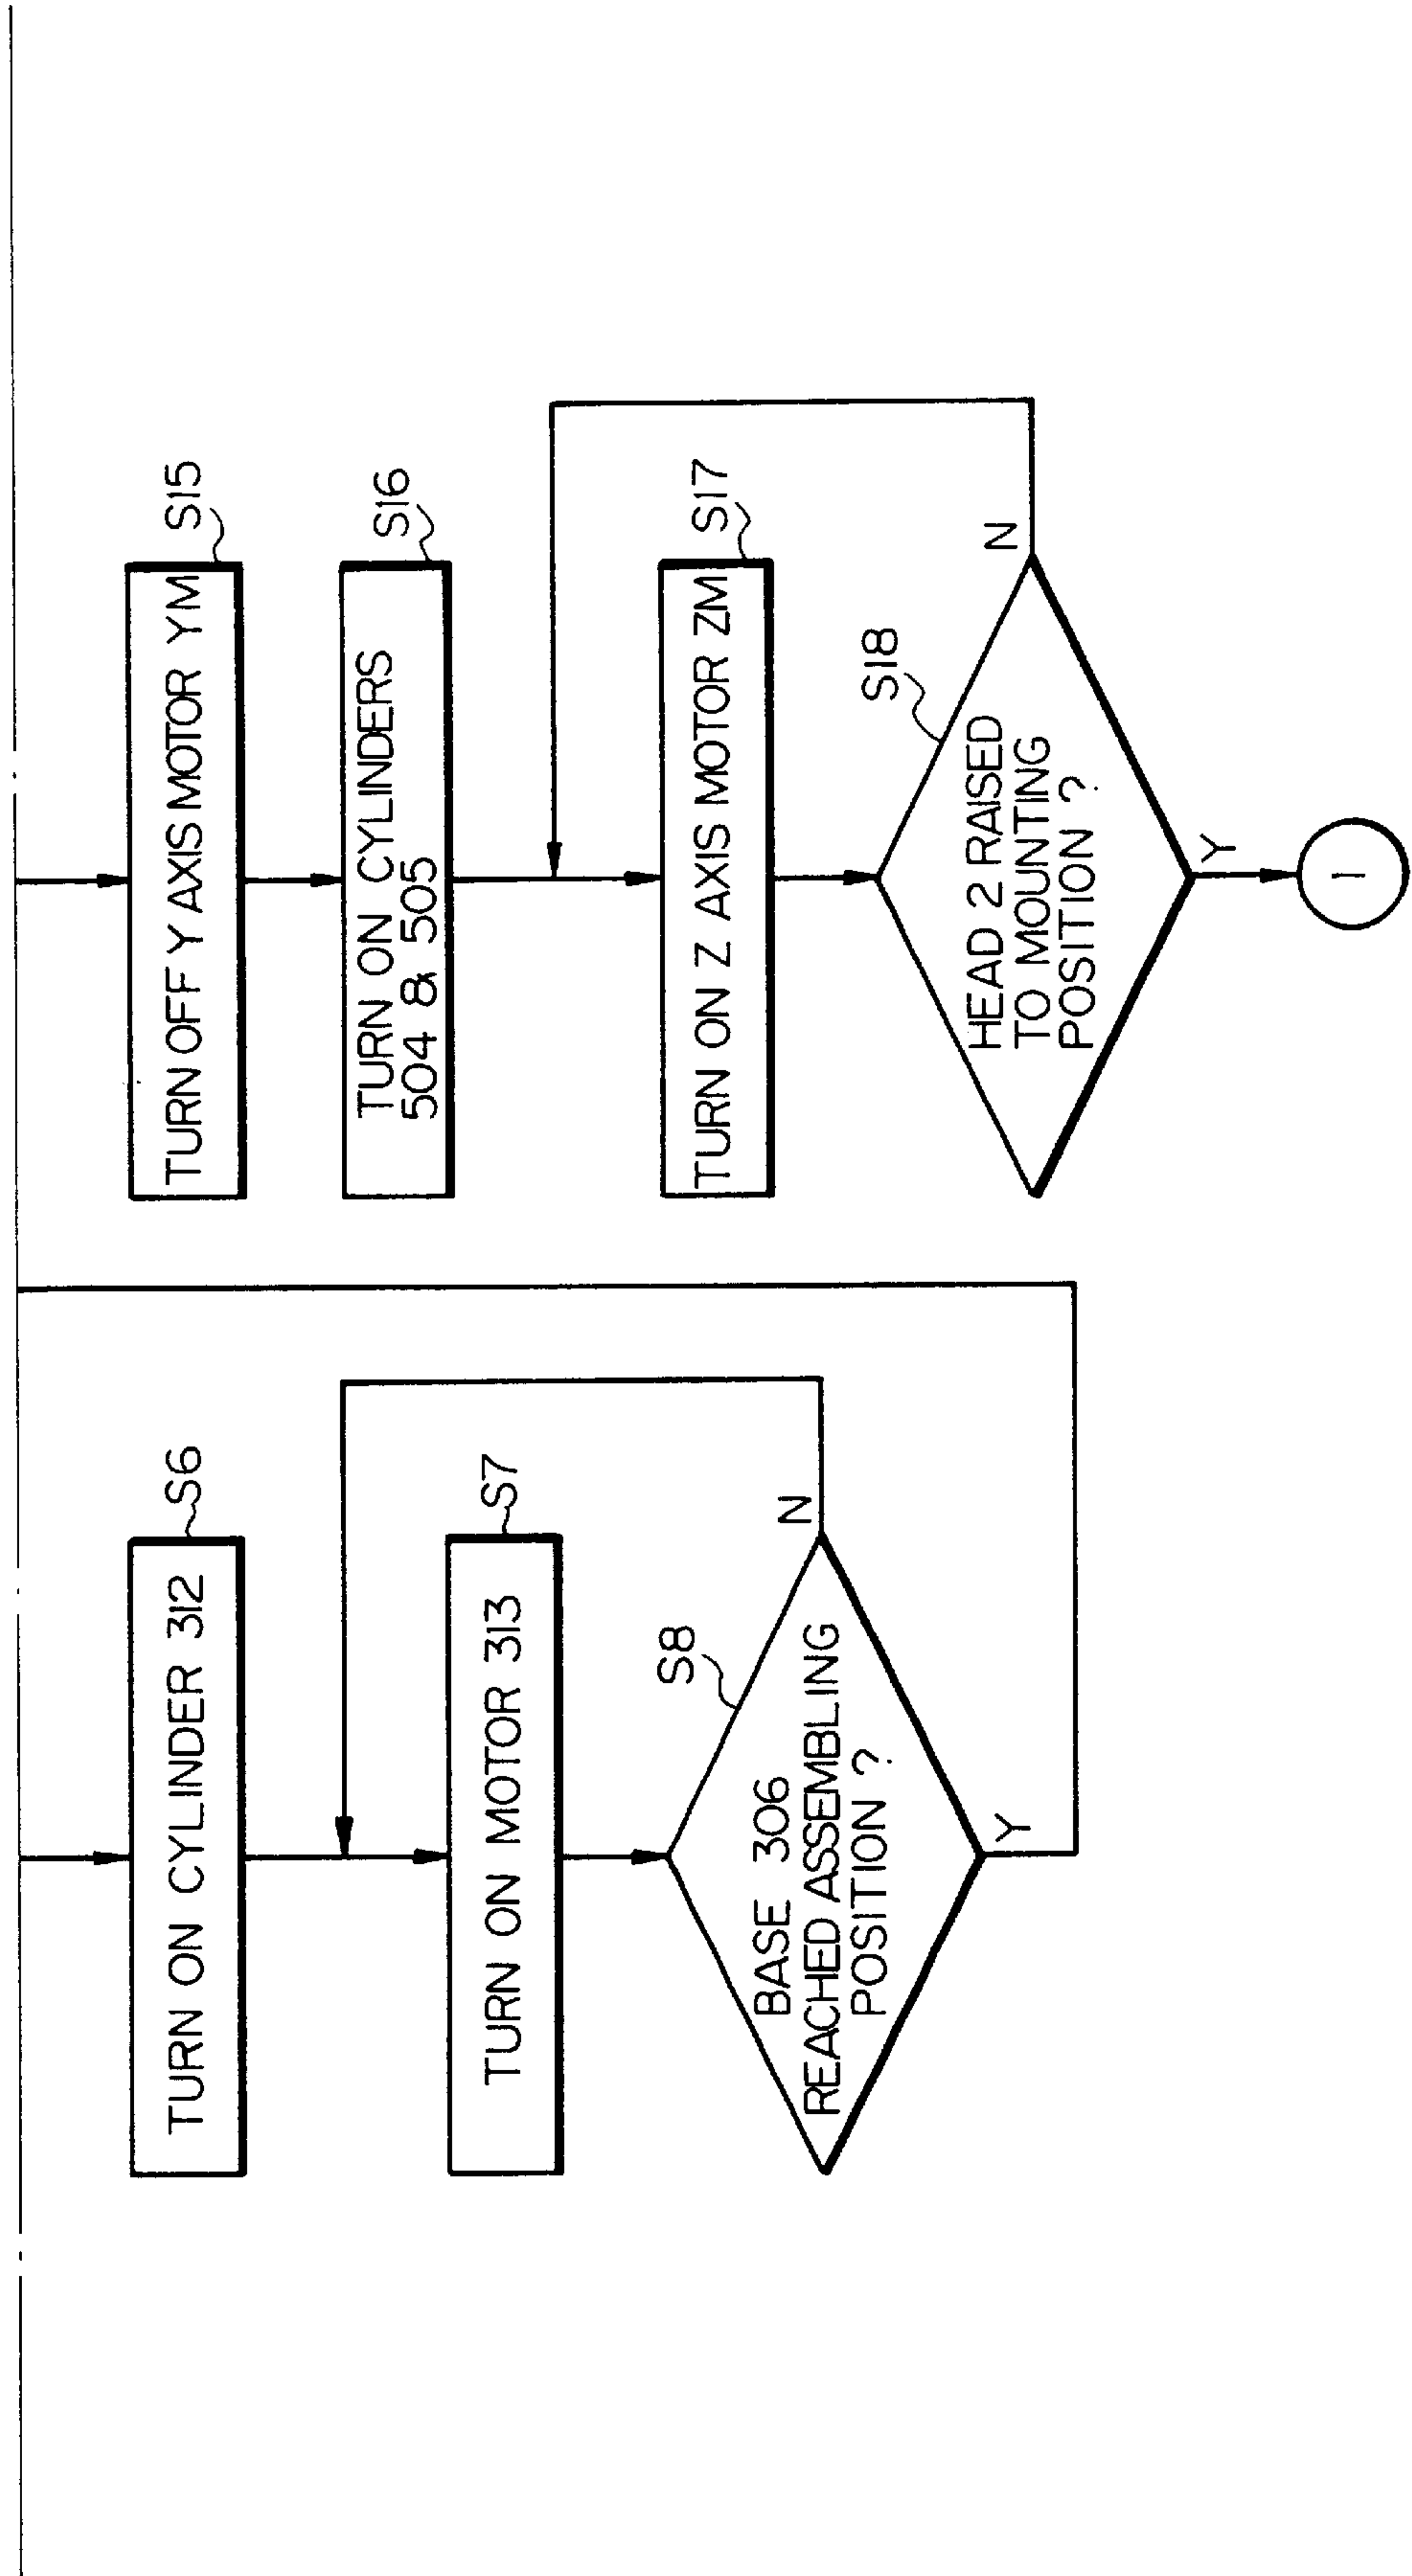 TURN ON CYLINDER 312
S6
TURN ON MOTOR 313
S7
S8
BASE 306
REACHED ASSEMBLING
POSITION ?
N
Y
TURN OFF Y AXIS MOTOR YM
S15
TURN ON CYLINDERS
504 & 505
S16
TURN ON Z AXIS MOTOR ZM
S17
S18
HEAD 2 RAISED
TO MOUNTING
POSITION ?
N
Y
1